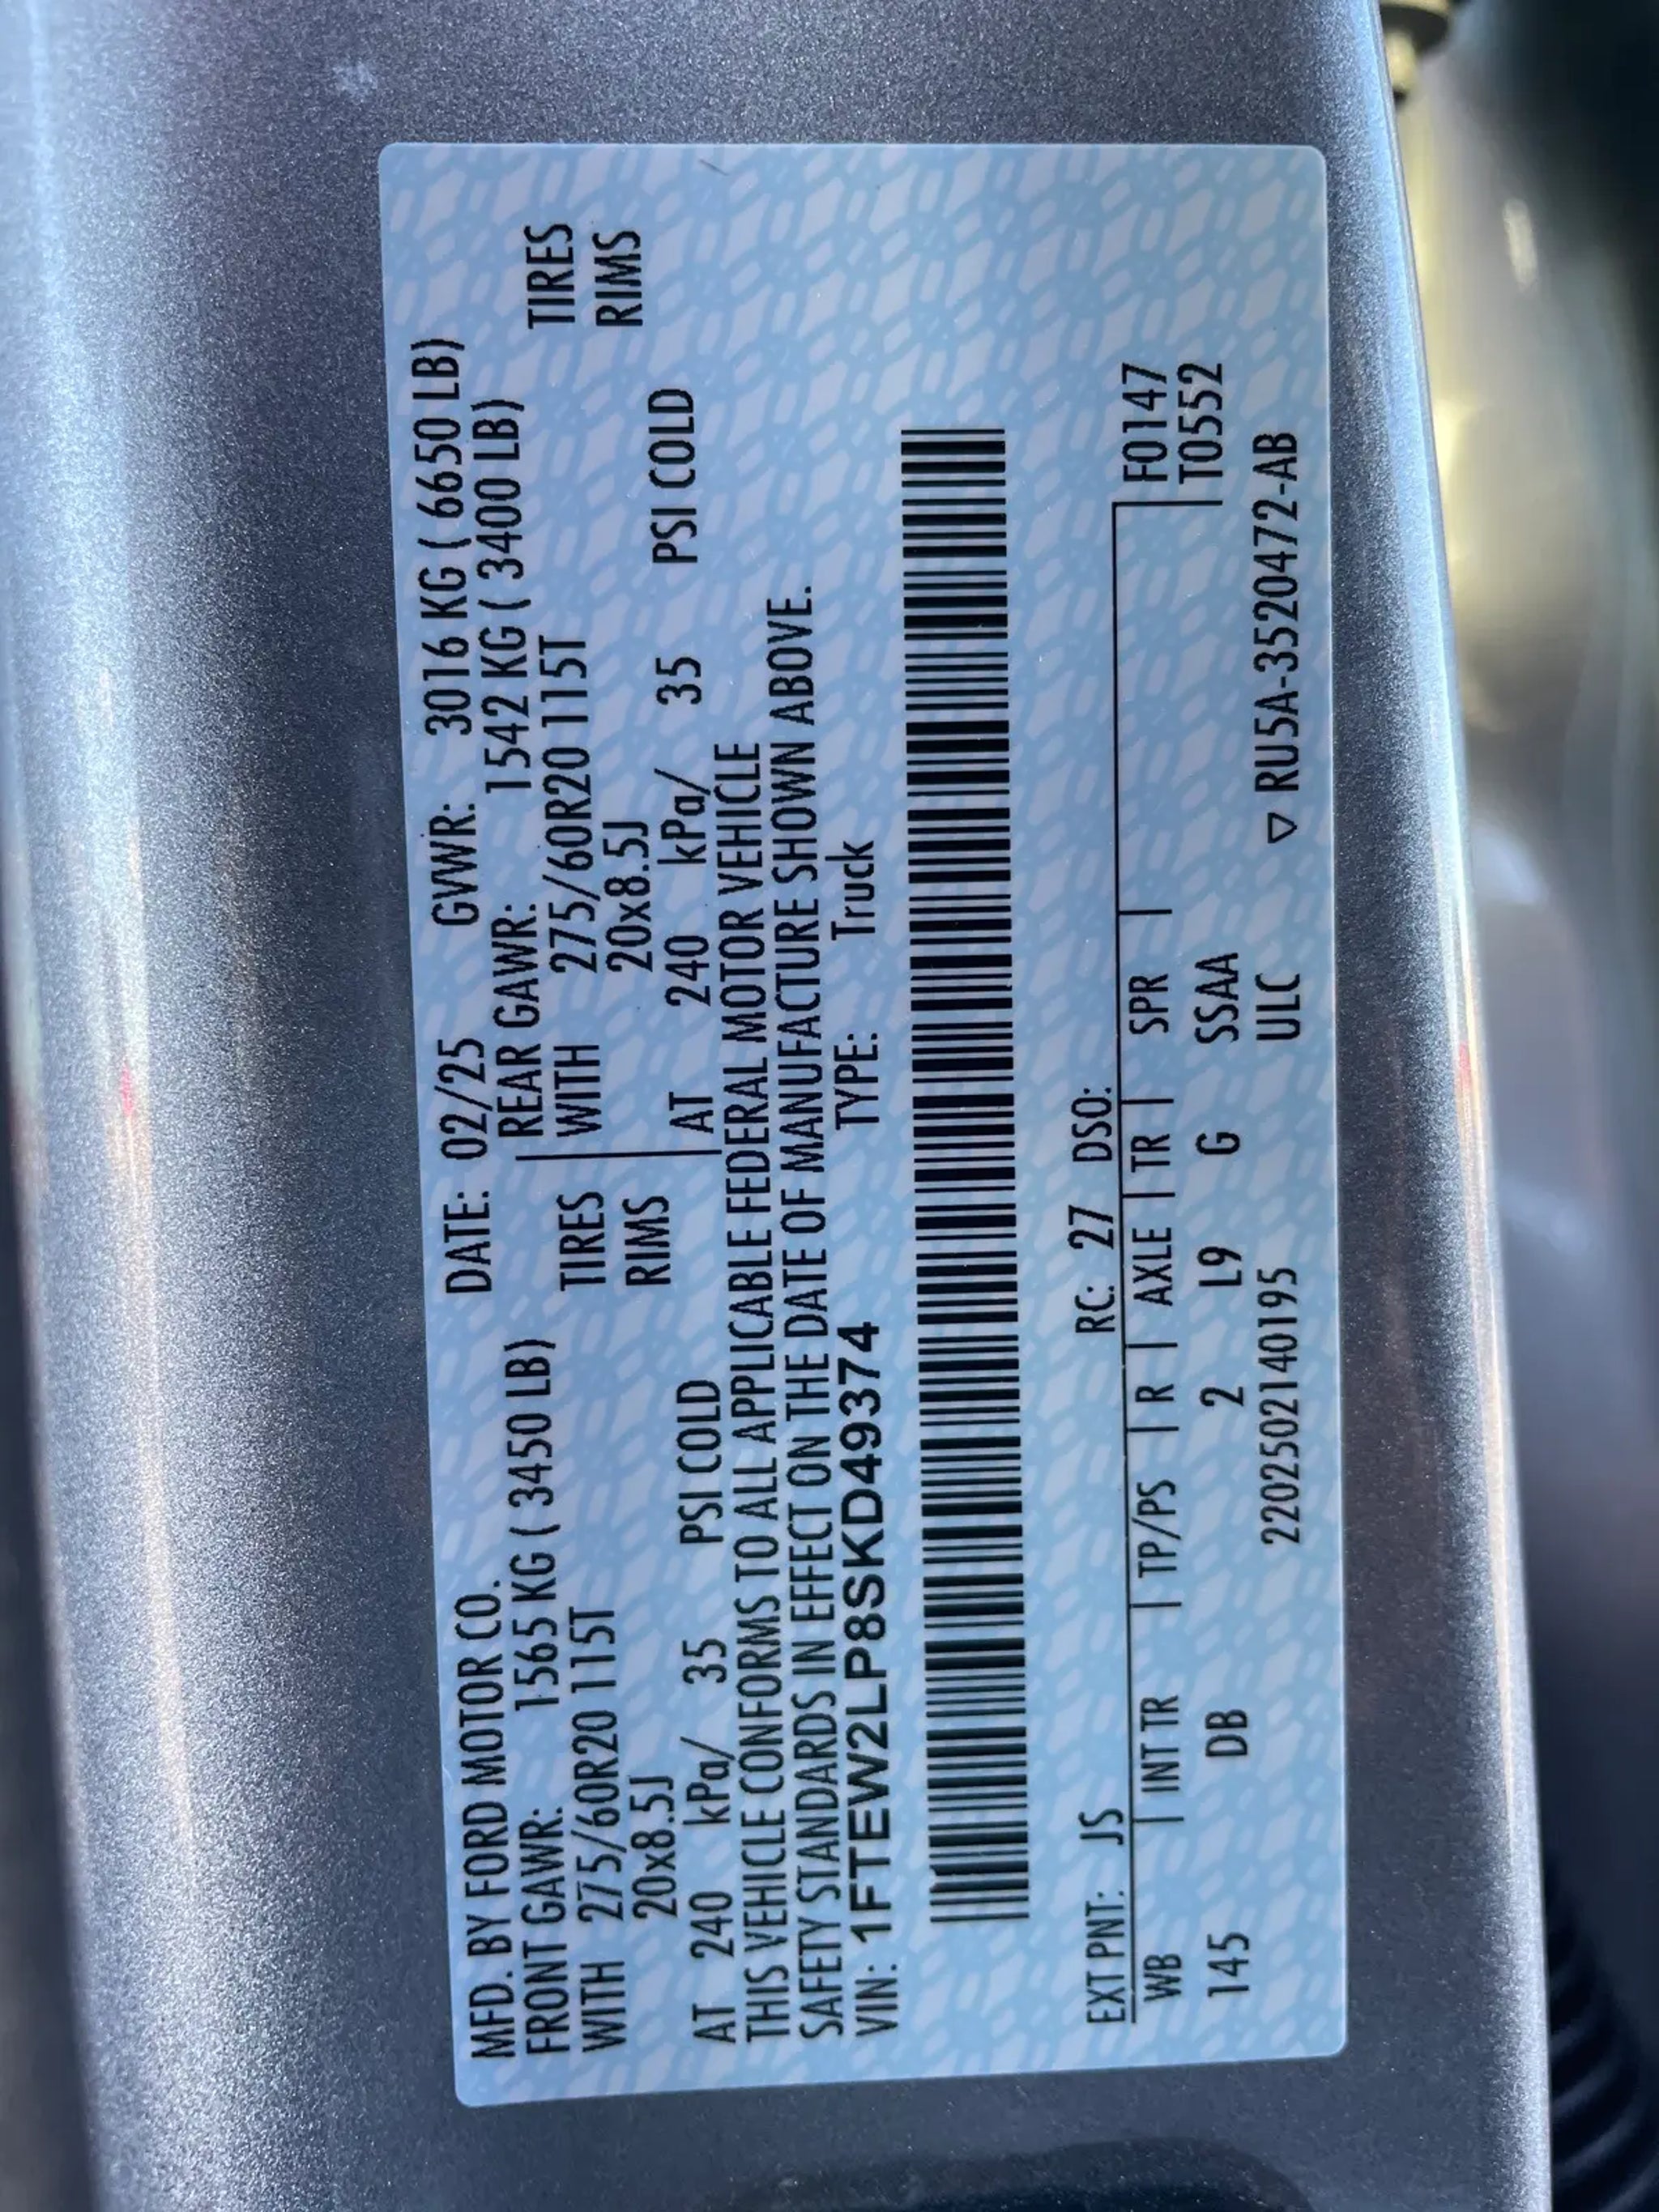 MFD. BY FORD MOTOR CO. DATE: 02/25 GVWR: 3016 KG ( 6650 LB)
FRONT GAWR: 1565 KG ( 3450 LB) REAR GAWR: 1542 KG ( 3400 LB)
WITH 275/60R20 115T TIRES WITH 275/60R20 115T TIRES
20x8.5J RIMS 20x8.5J RIMS
AT 240 kPa/ 35 PSI COLD AT 240 kPa/ 35 PSI COLD
THIS VEHICLE CONFORMS TO ALL APPLICABLE FEDERAL MOTOR VEHICLE
SAFETY STANDARDS IN EFFECT ON THE DATE OF MANUFACTURE SHOWN ABOVE.
VIN: 1FTEW2LP8SKD49374 TYPE: Truck
EXT PNT: JS RC: 27 DSO:
WB INT TR TP/PS R AXLE TR SPR F0147
145 DB 2 L9 G SSAA T0552
2202502140195 ULC ▽ RU5A-3520472-AB